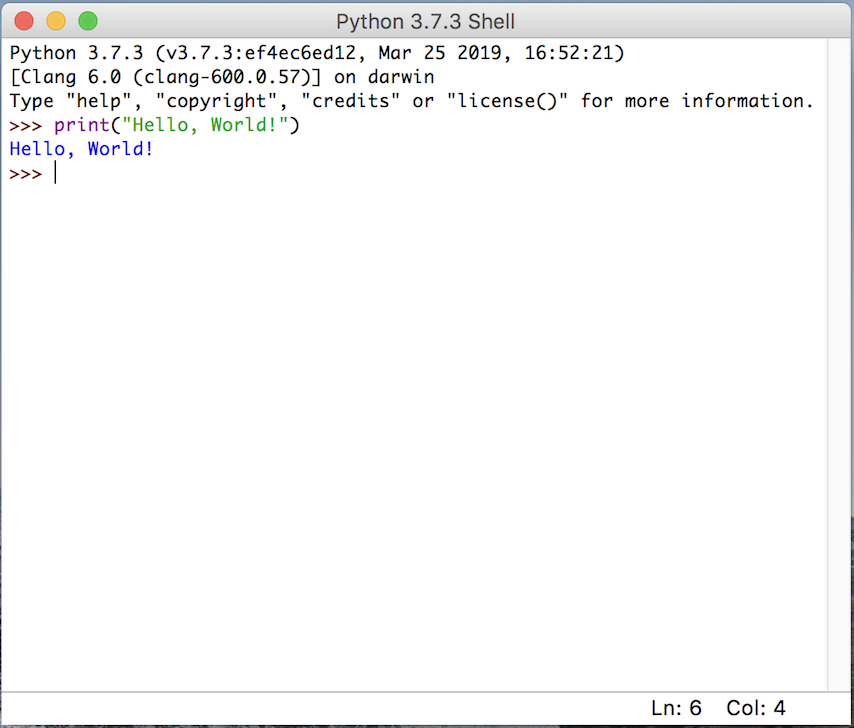 Python 3.7.3 Shell
Python 3.7.3 (v3.7.3:ef4ec6ed12, Mar 25 2019, 16:52:21)
[Clang 6.0 (clang-600.0.57)] on darwin
Type "help", "copyright", "credits" or "license()" for more information.
>>> print("Hello, World!")
Hello, World!
>>>
Ln: 6 Col: 4